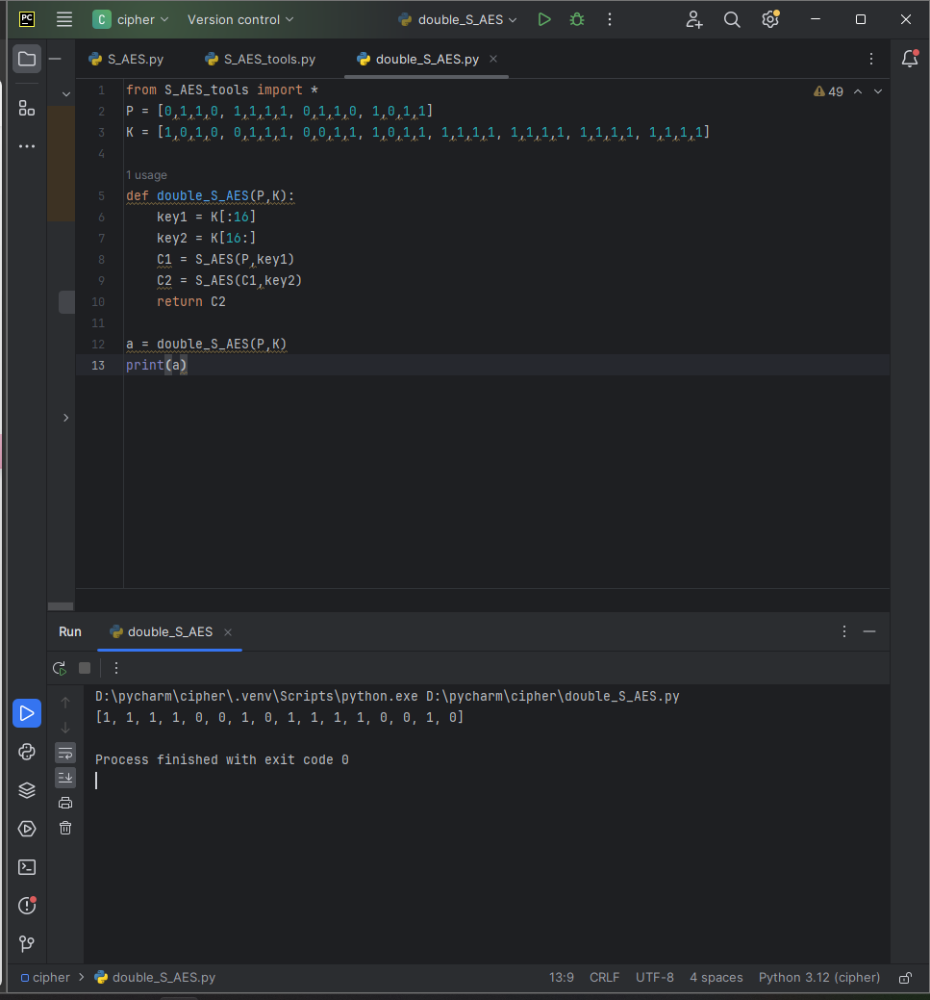 PC C cipher Version control double_S_AES
S_AES.py S_AES_tools.py double_S_AES.py
49
1 from S_AES_tools import *
2 P = [0,1,1,0, 1,1,1,1, 0,1,1,0, 1,0,1,1]
3 K = [1,0,1,0, 0,1,1,1, 0,0,1,1, 1,0,1,1, 1,1,1,1, 1,1,1,1, 1,1,1,1, 1,1,1,1]
4
1 usage
5 def double_S_AES(P,K):
6 key1 = K[:16]
7 key2 = K[16:]
8 C1 = S_AES(P,key1)
9 C2 = S_AES(C1,key2)
10 return C2
11
12 a = double_S_AES(P,K)
13 print(a)
Run double_S_AES
D:\pycharm\cipher\.venv\Scripts\python.exe D:\pycharm\cipher\double_S_AES.py
[1, 1, 1, 1, 0, 0, 1, 0, 1, 1, 1, 1, 0, 0, 1, 0]
Process finished with exit code 0
cipher double_S_AES.py 13:9 CRLF UTF-8 4 spaces Python 3.12 (cipher)